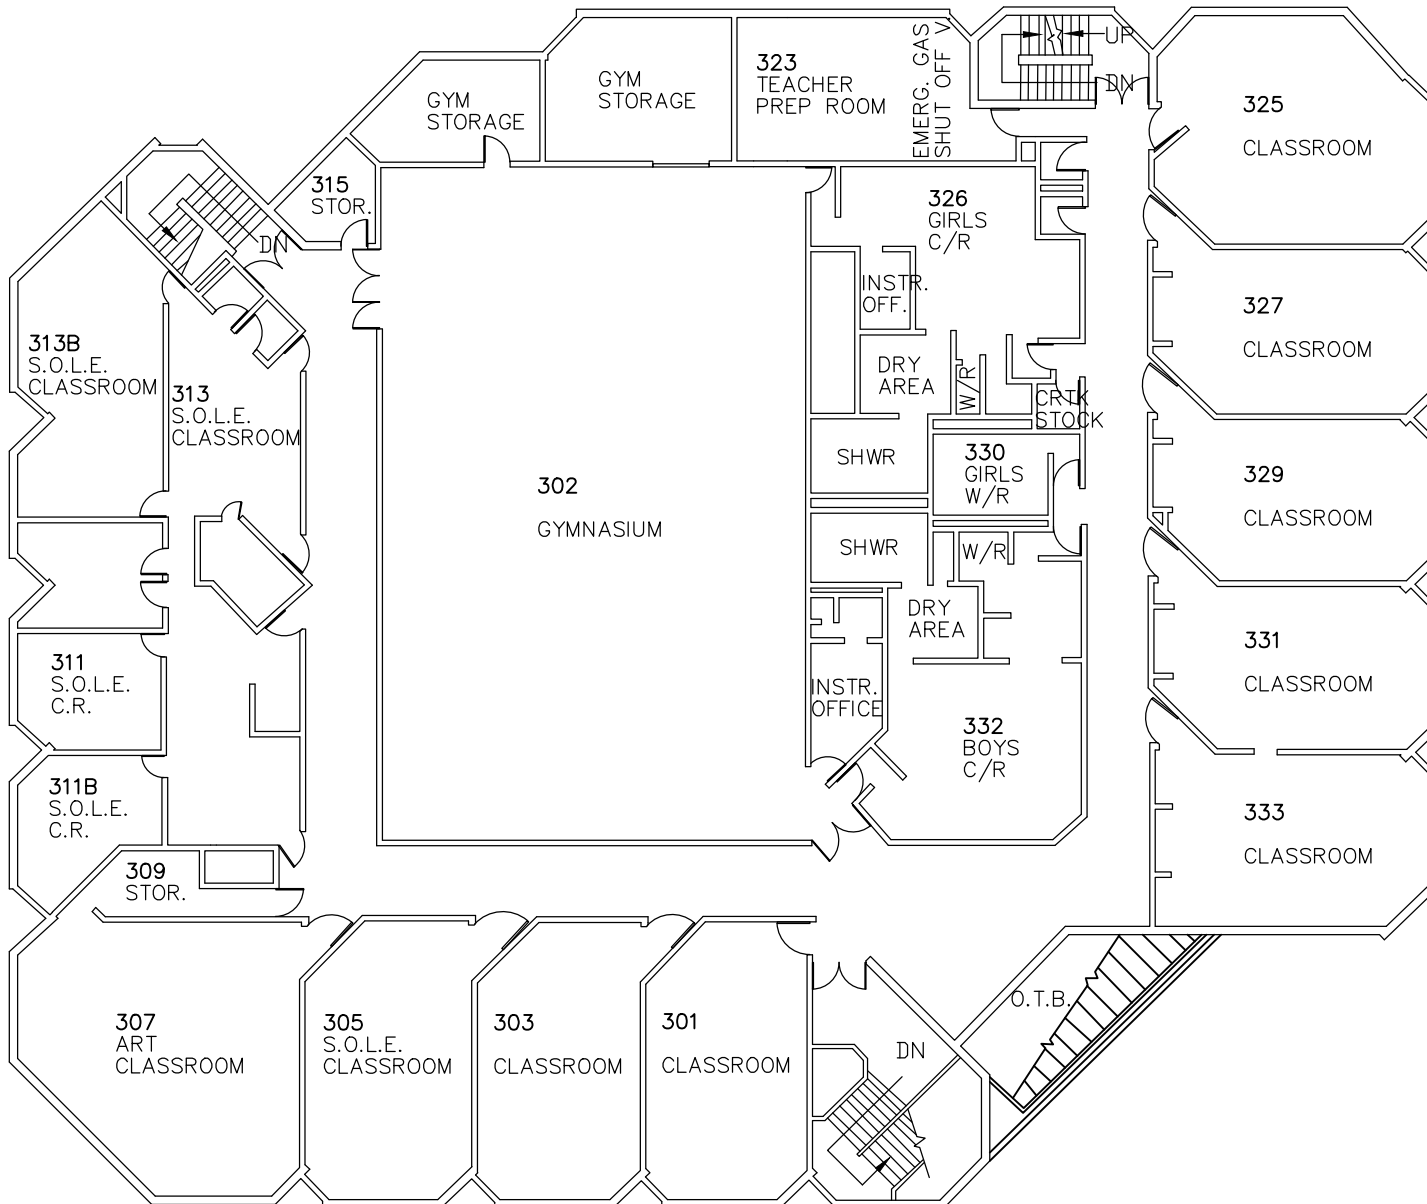 EMERG. GAS
SHUT OFF V.
UP
DN
323
TEACHER
PREP ROOM
GYM
STORAGE
GYM
STORAGE
325
CLASSROOM
315
STOR.
326
GIRLS
C/R
DN
INSTR.
OFF.
327
CLASSROOM
313B
S.O.L.E.
CLASSROOM
313
S.O.L.E.
CLASSROOM
DRY
AREA
W/R
CRTK
STOCK
SHWR
330
GIRLS
W/R
329
CLASSROOM
302
GYMNASIUM
SHWR
W/R
DRY
AREA
331
CLASSROOM
311
S.O.L.E.
C.R.
INSTR.
OFFICE
332
BOYS
C/R
311B
S.O.L.E.
C.R.
333
CLASSROOM
309
STOR.
O.T.B.
307
ART
CLASSROOM
305
S.O.L.E.
CLASSROOM
303
CLASSROOM
301
CLASSROOM
DN